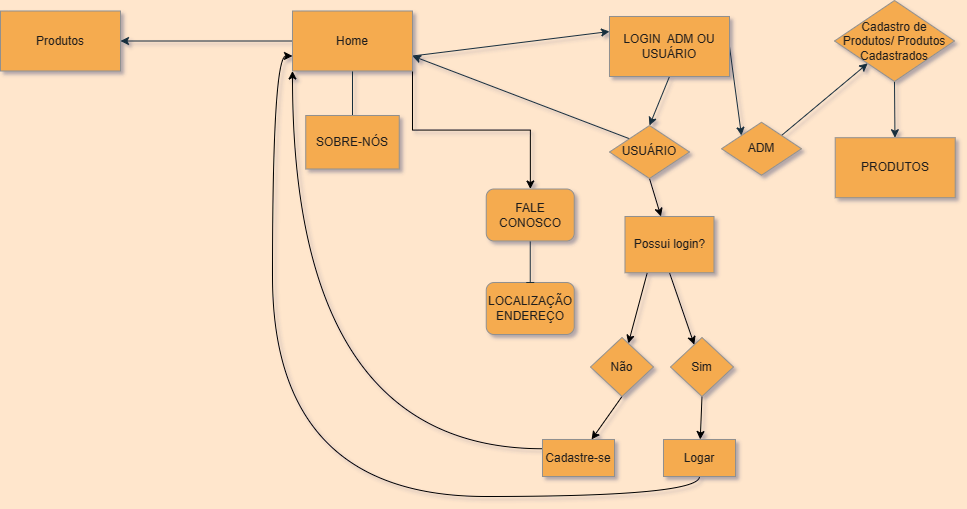 Produtos
Home
LOGIN ADM OU
USUÁRIO
Cadastro de
Produtos/ Produtos
Cadastrados
SOBRE-NÓS
USUÁRIO
ADM
PRODUTOS
FALE
CONOSCO
Possui login?
LOCALIZAÇÃO
ENDEREÇO
Não
Sim
Cadastre-se
Logar